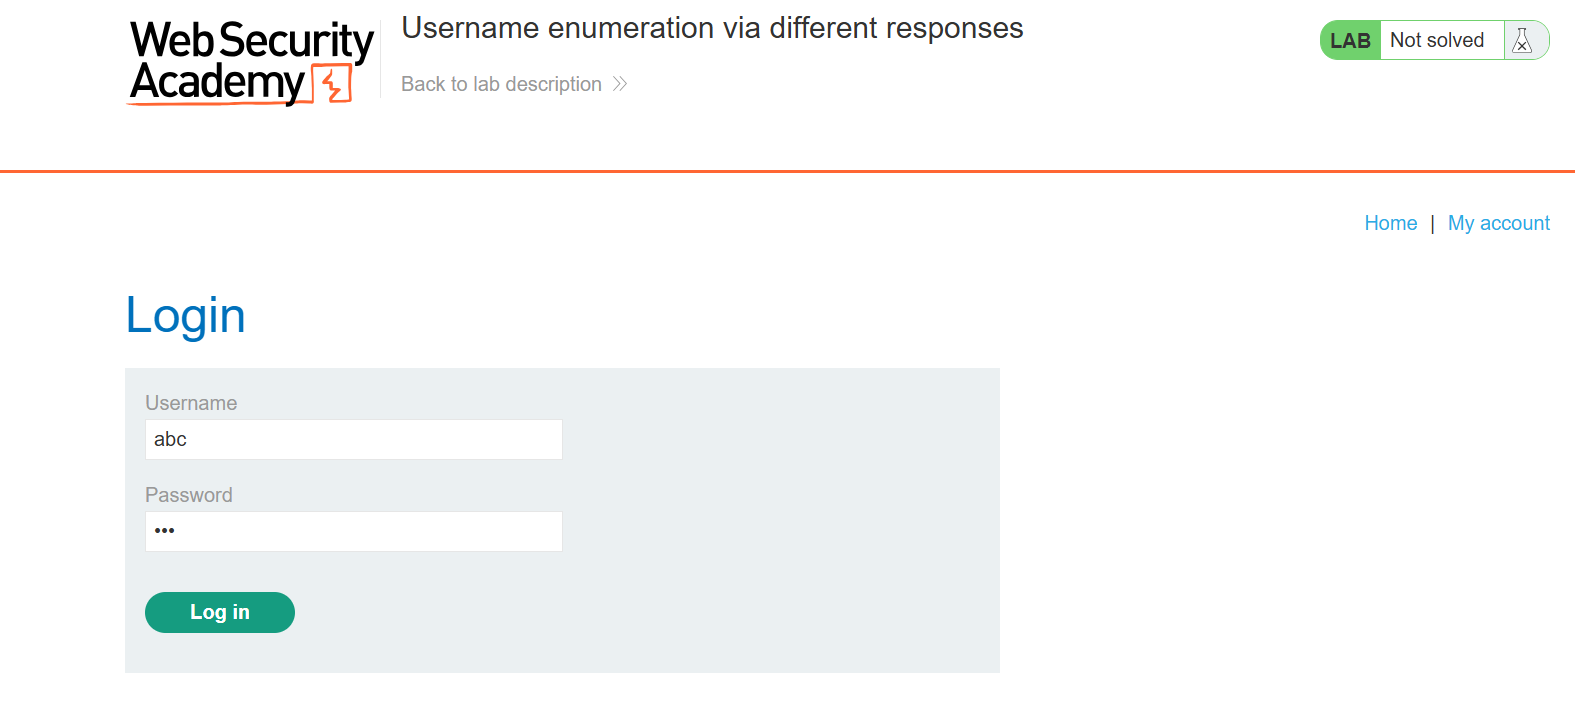 Web Security
Academy
Username enumeration via different responses
Back to lab description
LAB Not solved
Home | My account
Login
Username
abc
Password
•••
Log in